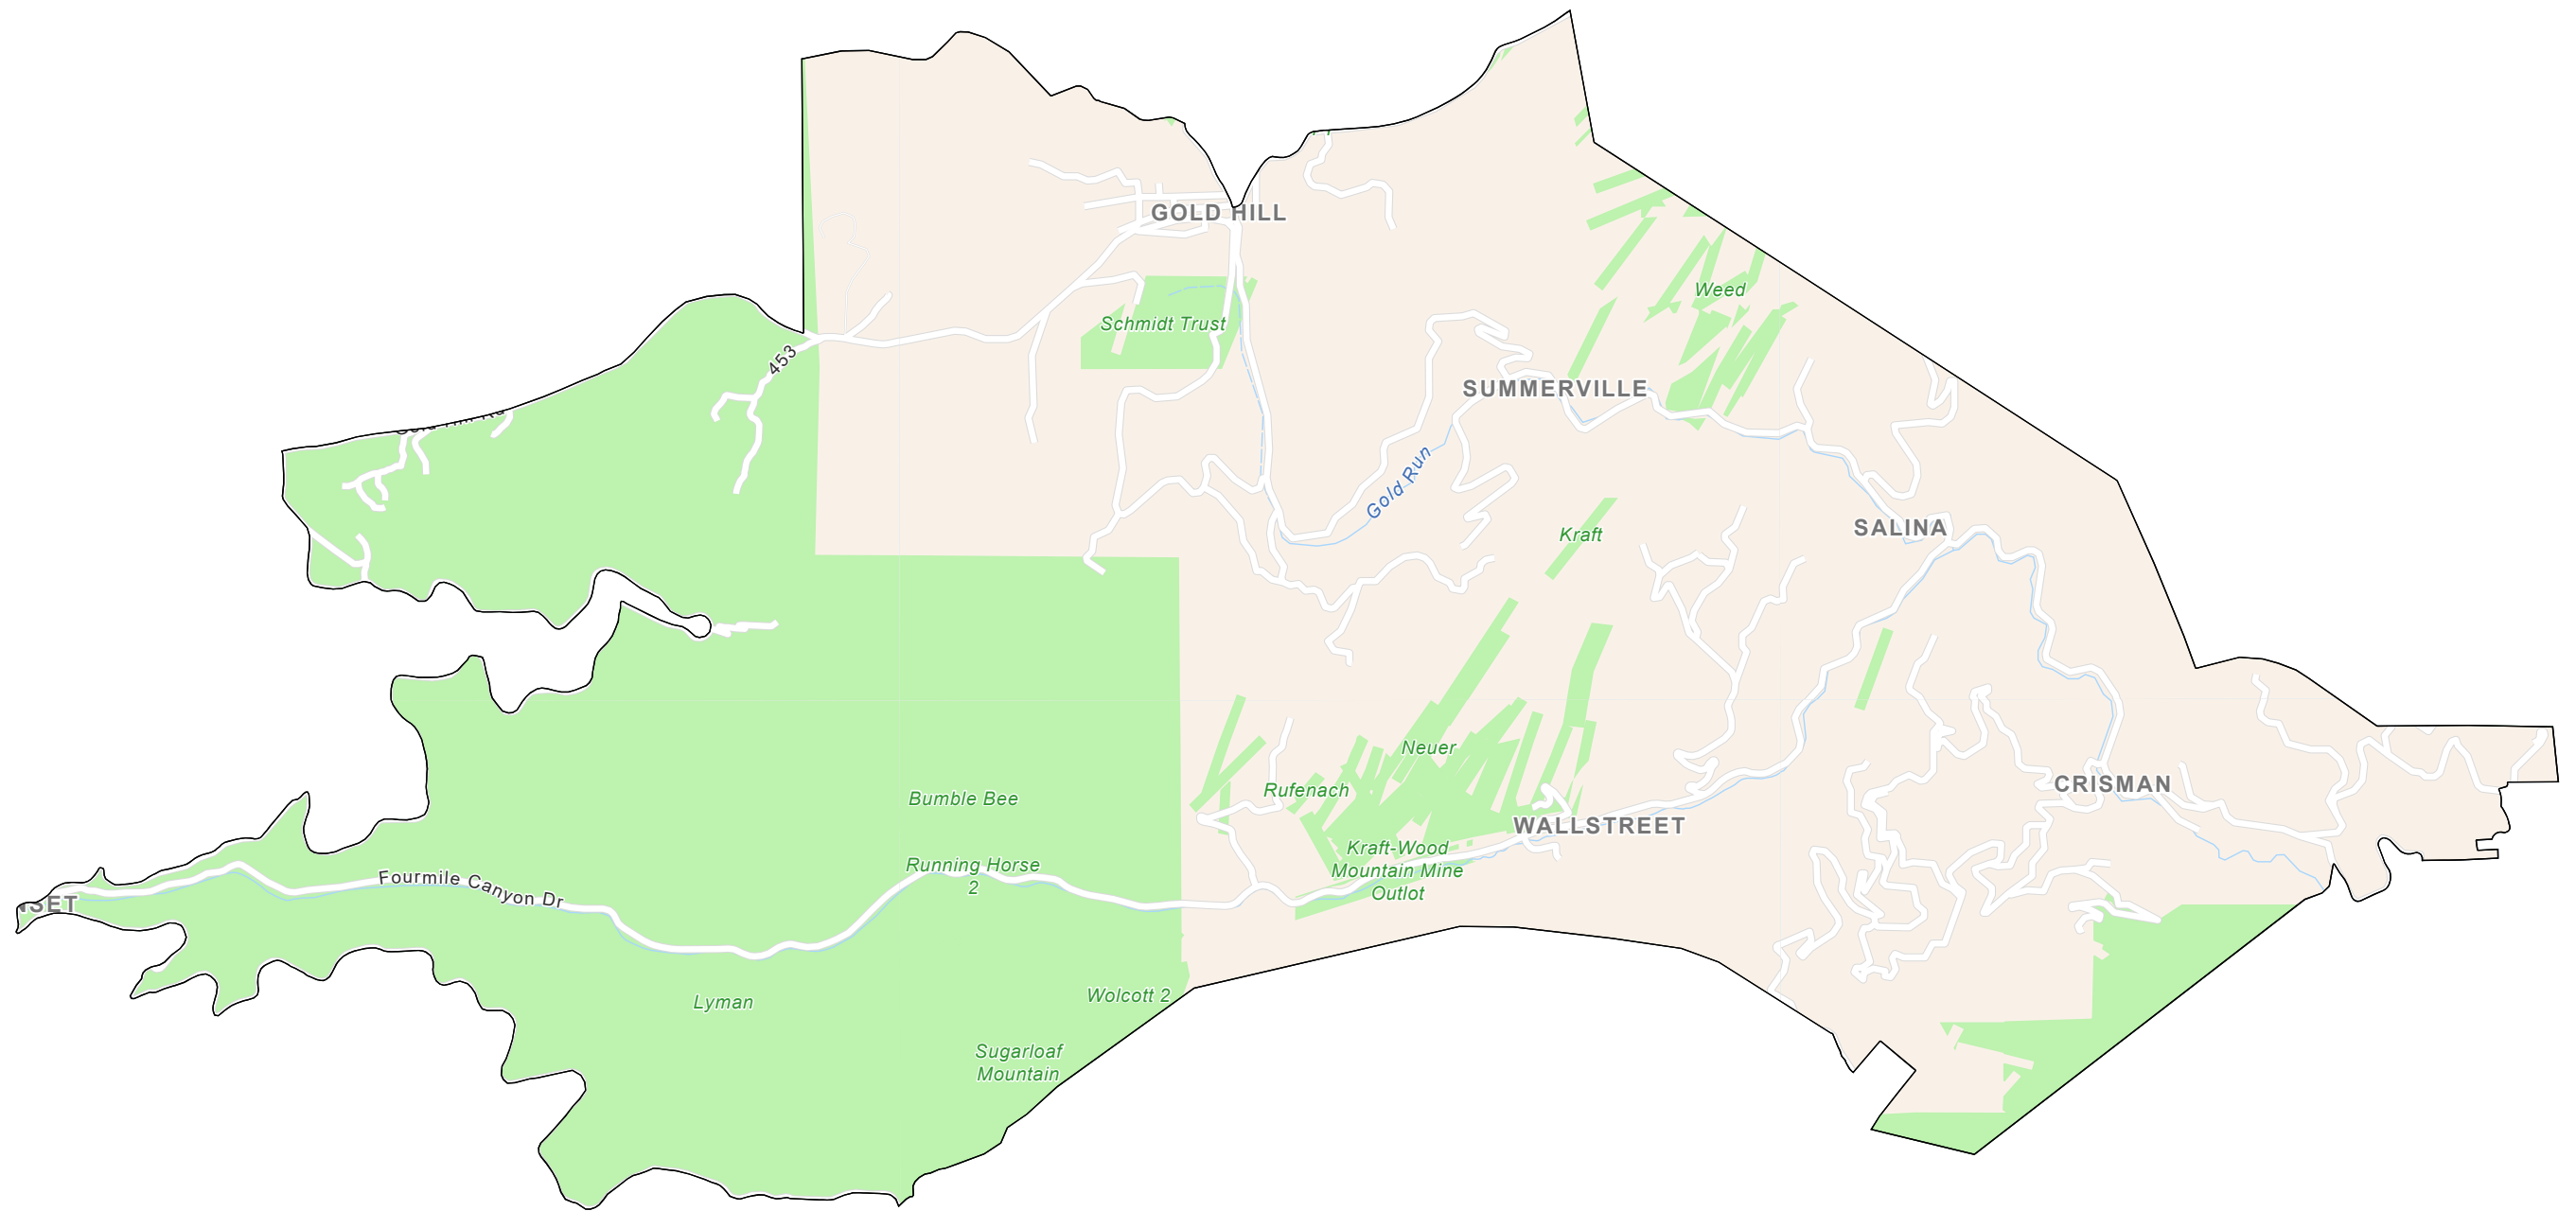 GOLD HILL
Weed
Schmidt Trust
453
SUMMERVILLE
Gold Run
SALINA
Kraft
Neuer
CRISMAN
Rufenach
Bumble Bee
WALLSTREET
Kraft-Wood
Mountain Mine
Outlot
Running Horse
2
Fourmile Canyon Dr
NSET
Wolcott 2
Lyman
Sugarloaf
Mountain